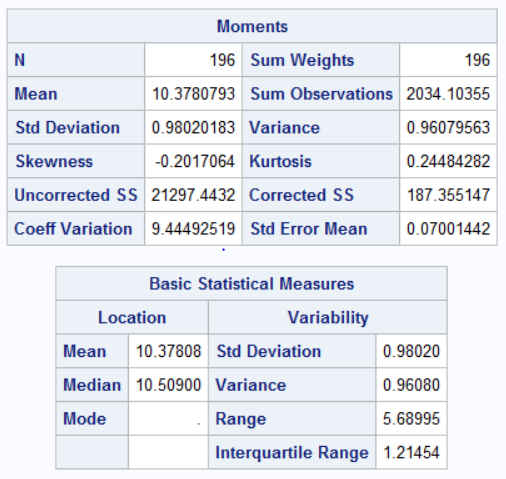 Moments
N 196 Sum Weights 196
Mean 10.3780793 Sum Observations 2034.10355
Std Deviation 0.98020183 Variance 0.96079563
Skewness -0.2017064 Kurtosis 0.24484282
Uncorrected SS 21297.4432 Corrected SS 187.355147
Coeff Variation 9.44492519 Std Error Mean 0.07001442
Basic Statistical Measures
Location Variability
Mean 10.37808 Std Deviation 0.98020
Median 10.50900 Variance 0.96080
Mode . Range 5.68995
Interquartile Range 1.21454